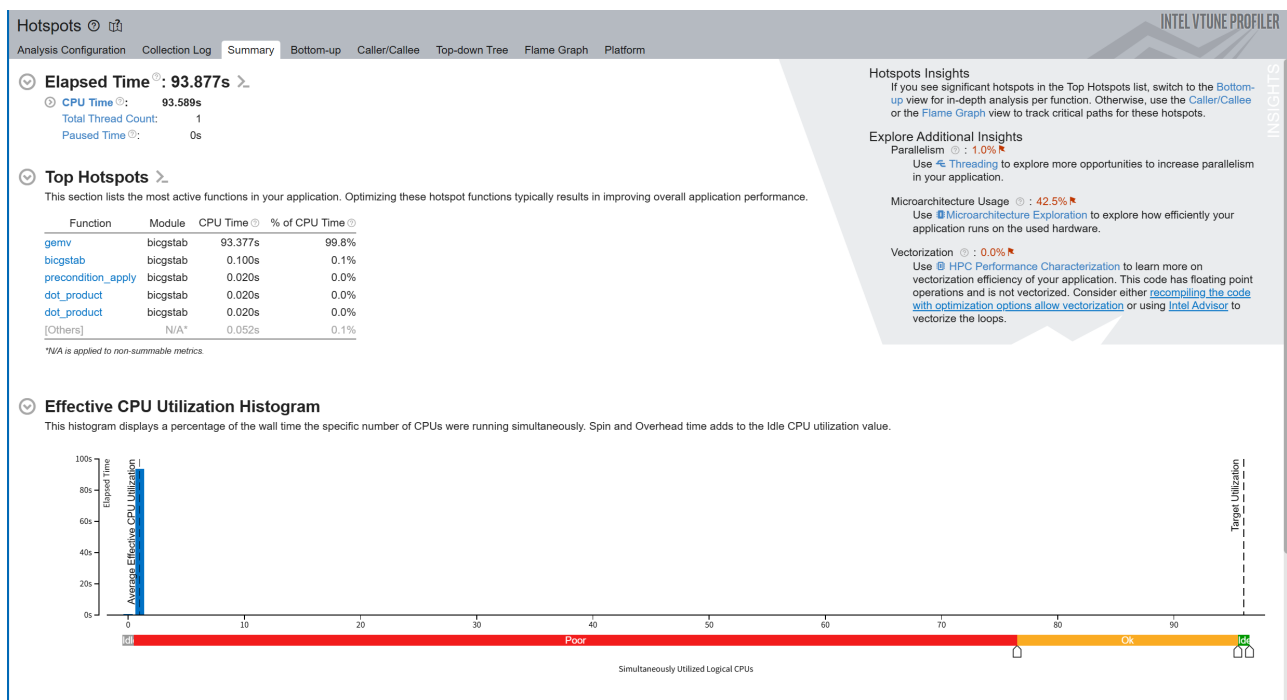 Hotspots
INTEL VTUNE PROFILER
Analysis Configuration Collection Log Summary Bottom-up Caller/Callee Top-down Tree Flame Graph Platform
Elapsed Time: 93.877s
CPU Time: 93.589s
Total Thread Count: 1
Paused Time: 0s
Top Hotspots
This section lists the most active functions in your application. Optimizing these hotspot functions typically results in improving overall application performance.
Function Module CPU Time % of CPU Time
gemv bicgstab 93.377s 99.8%
bicgstab bicgstab 0.100s 0.1%
precondition_apply bicgstab 0.020s 0.0%
dot_product bicgstab 0.020s 0.0%
dot_product bicgstab 0.020s 0.0%
[Others] N/A* 0.052s 0.1%
*N/A is applied to non-summable metrics.
Hotspots Insights
If you see significant hotspots in the Top Hotspots list, switch to the Bottom-
up view for in-depth analysis per function. Otherwise, use the Caller/Callee
or the Flame Graph view to track critical paths for these hotspots.
Explore Additional Insights
Parallelism : 1.0%
Use Threading to explore more opportunities to increase parallelism
in your application.
Microarchitecture Usage : 42.5%
Use Microarchitecture Exploration to explore how efficiently your
application runs on the used hardware.
Vectorization : 0.0%
Use HPC Performance Characterization to learn more on
vectorization efficiency of your application. This code has floating point
operations and is not vectorized. Consider either recompiling the code
with optimization options allow vectorization or using Intel Advisor to
vectorize the loops.
INSIGHTS
Effective CPU Utilization Histogram
This histogram displays a percentage of the wall time the specific number of CPUs were running simultaneously. Spin and Overhead time adds to the Idle CPU utilization value.
Elapsed Time
100s
80s
60s
40s
20s
0s
Average Effective CPU Utilization
Target Utilization
0 10 20 30 40 50 60 70 80 90
Idl Poor Ok Ide
Simultaneously Utilized Logical CPUs